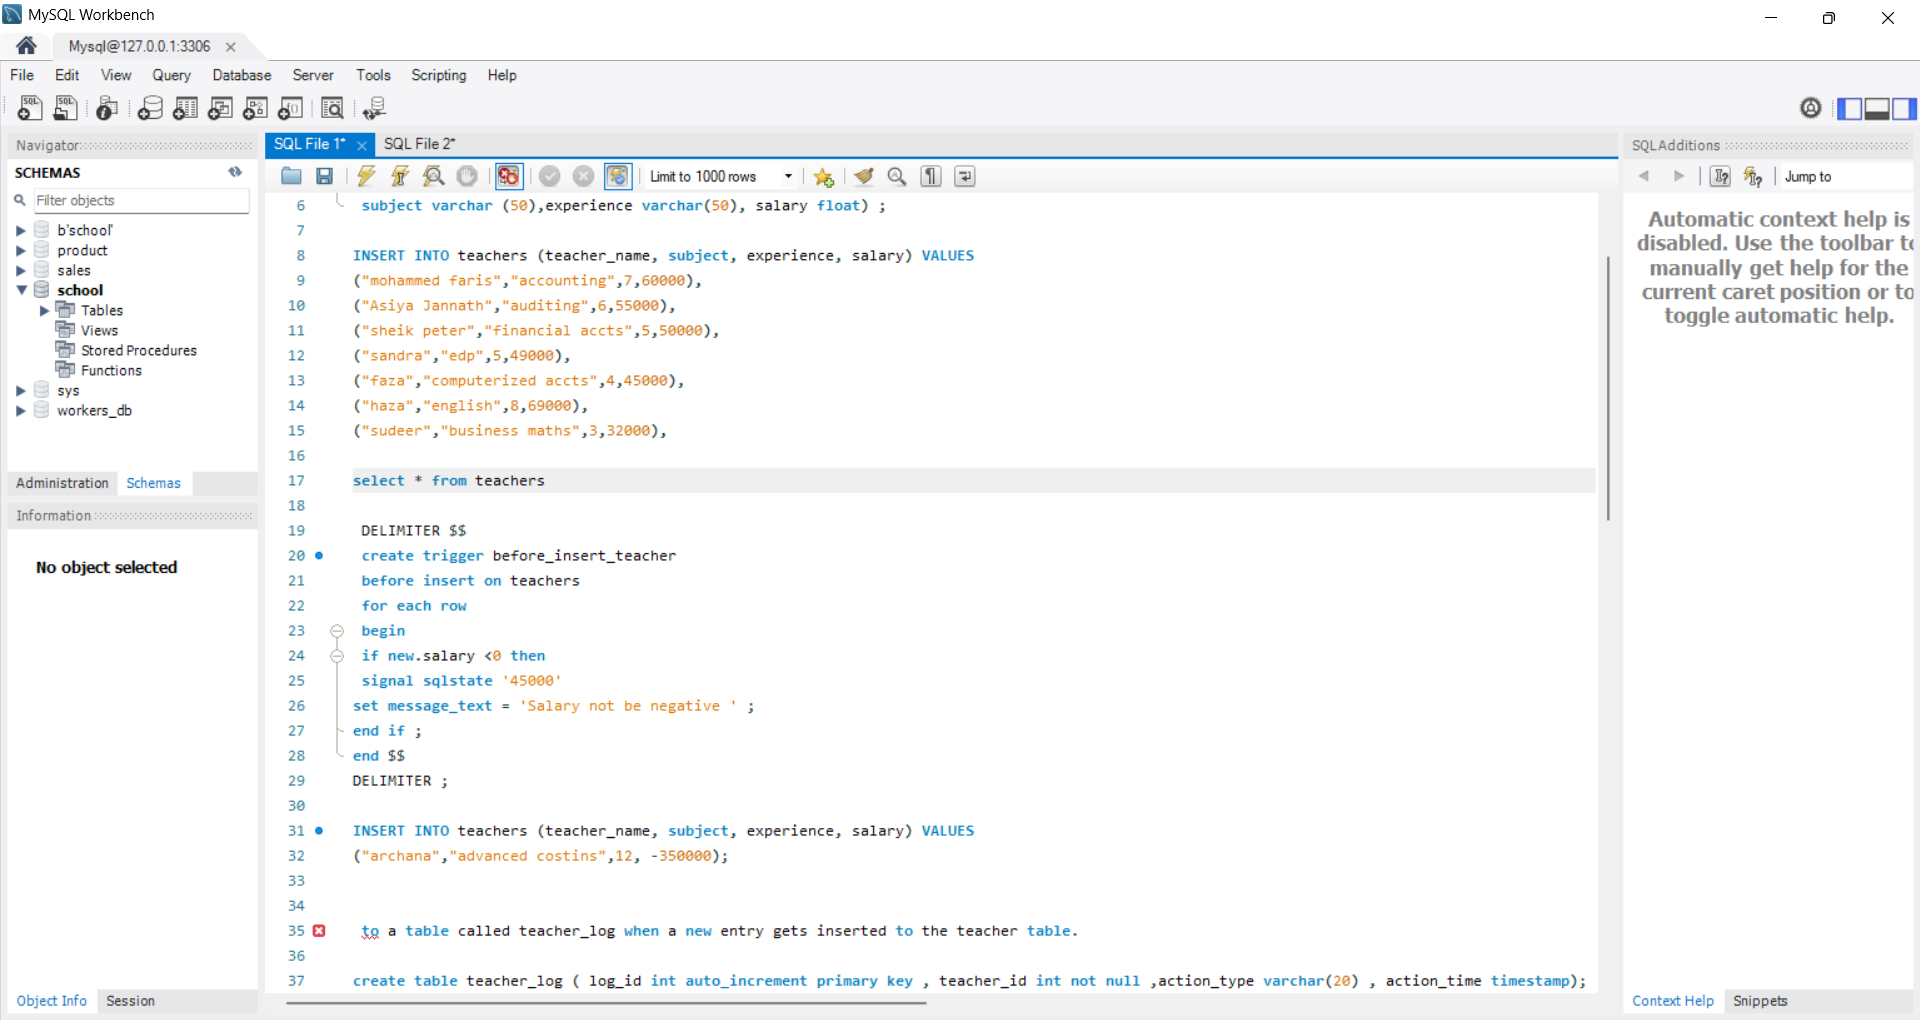 MySQL Workbench
Mysql@127.0.0.1:3306
File Edit View Query Database Server Tools Scripting Help
Navigator
SCHEMAS
Filter objects
b'school'
product
sales
school
Tables
Views
Stored Procedures
Functions
sys
workers_db
Administration Schemas
Information
No object selected
Object Info Session
SQL File 1* SQL File 2*
Limit to 1000 rows
6 subject varchar (50),experience varchar(50), salary float) ;
7
8 INSERT INTO teachers (teacher_name, subject, experience, salary) VALUES
9 ("mohammed faris","accounting",7,60000),
10 ("Asiya Jannath","auditing",6,55000),
11 ("sheik peter","financial accts",5,50000),
12 ("sandra","edp",5,49000),
13 ("faza","computerized accts",4,45000),
14 ("haza","english",8,69000),
15 ("sudeer","business maths",3,32000),
16
17 select * from teachers
18
19 DELIMITER $$
20 create trigger before_insert_teacher
21 before insert on teachers
22 for each row
23 begin
24 if new.salary <0 then
25 signal sqlstate '45000'
26 set message_text = 'Salary not be negative ' ;
27 end if ;
28 end $$
29 DELIMITER ;
30
31 INSERT INTO teachers (teacher_name, subject, experience, salary) VALUES
32 ("archana","advanced costins",12, -350000);
33
34
35 to a table called teacher_log when a new entry gets inserted to the teacher table.
36
37 create table teacher_log ( log_id int auto_increment primary key , teacher_id int not null ,action_type varchar(20) , action_time timestamp);
SQLAdditions
Jump to
Automatic context help is
disabled. Use the toolbar to
manually get help for the
current caret position or to
toggle automatic help.
Context Help Snippets